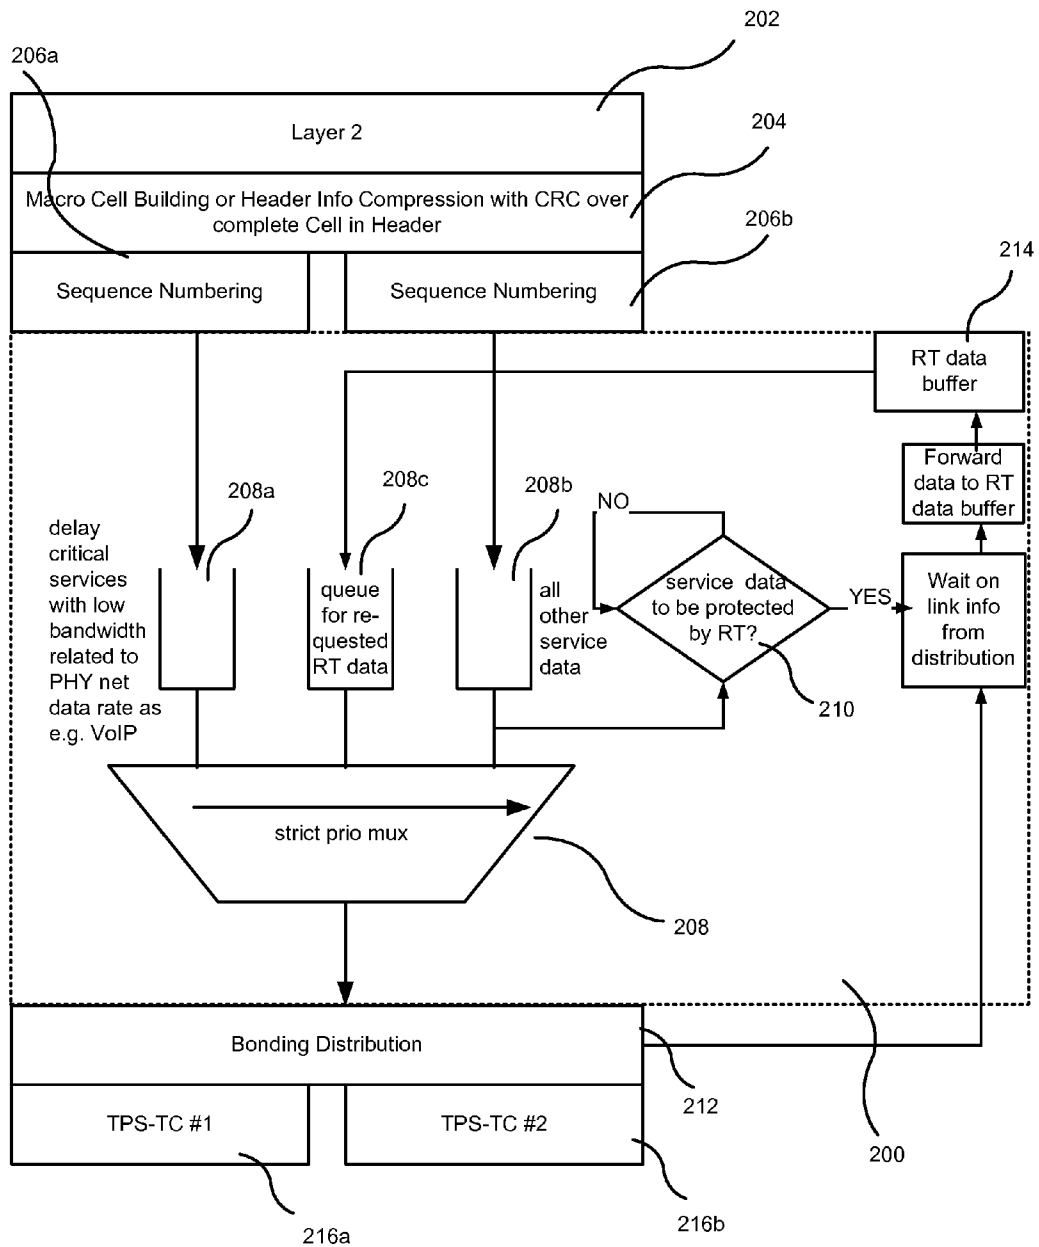 202
206a
Layer 2
204
Macro Cell Building or Header Info Compression with CRC over
complete Cell in Header
206b
214
Sequence Numbering
Sequence Numbering
RT data
buffer
Forward
data to RT
data buffer
208a
208c
208b
NO
delay
critical
services
with low
bandwidth
related to
PHY net
data rate as
e.g. VoIP
queue
for re-
quested
RT data
all
other
service
data
service data
to be protected
by RT?
YES
Wait on
link info
from
distribution
210
strict prio mux
208
Bonding Distribution
212
TPS-TC #1
TPS-TC #2
200
216a
216b